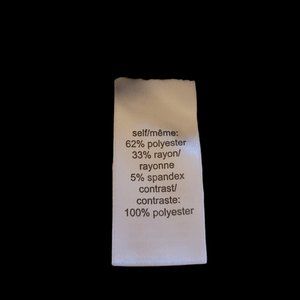 self/même:
62% polyester
33% rayon/
rayonne
5% spandex
contrast/
contraste:
100% polyester